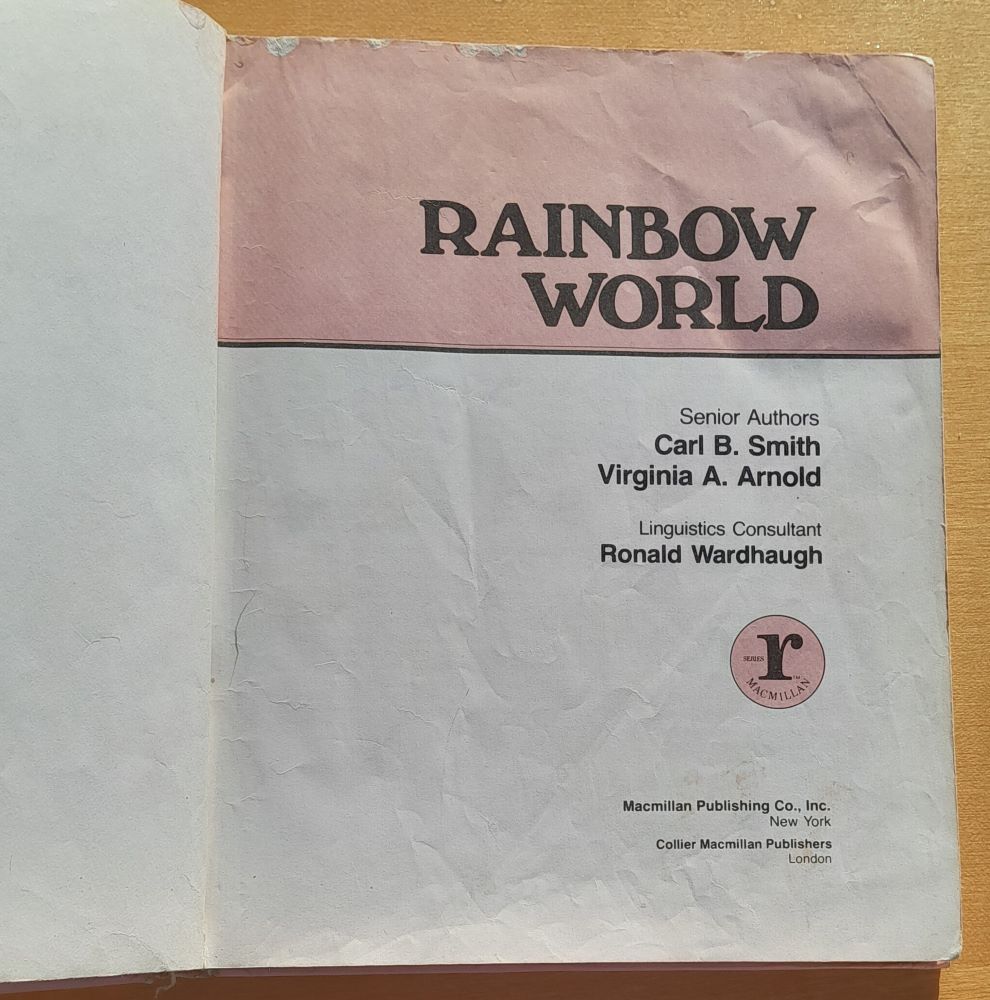 RAINBOW
WORLD
Senior Authors
Carl B. Smith
Virginia A. Arnold
Linguistics Consultant
Ronald Wardhaugh
SERIES r™
MACMILLAN
Macmillan Publishing Co., Inc.
New York
Collier Macmillan Publishers
London